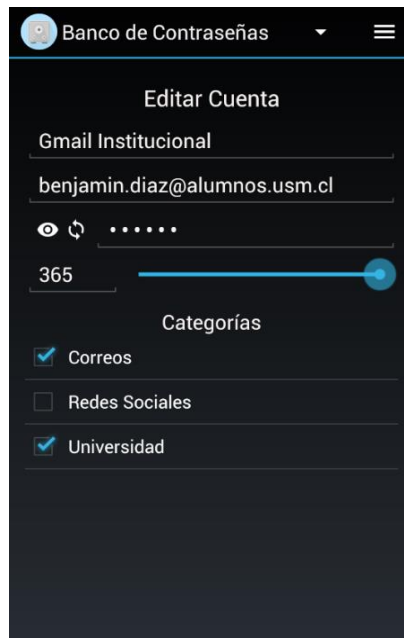 Banco de Contraseñas
Editar Cuenta
Gmail Institucional
benjamin.diaz@alumnos.usm.cl
••••••
365
Categorías
Correos
Redes Sociales
Universidad